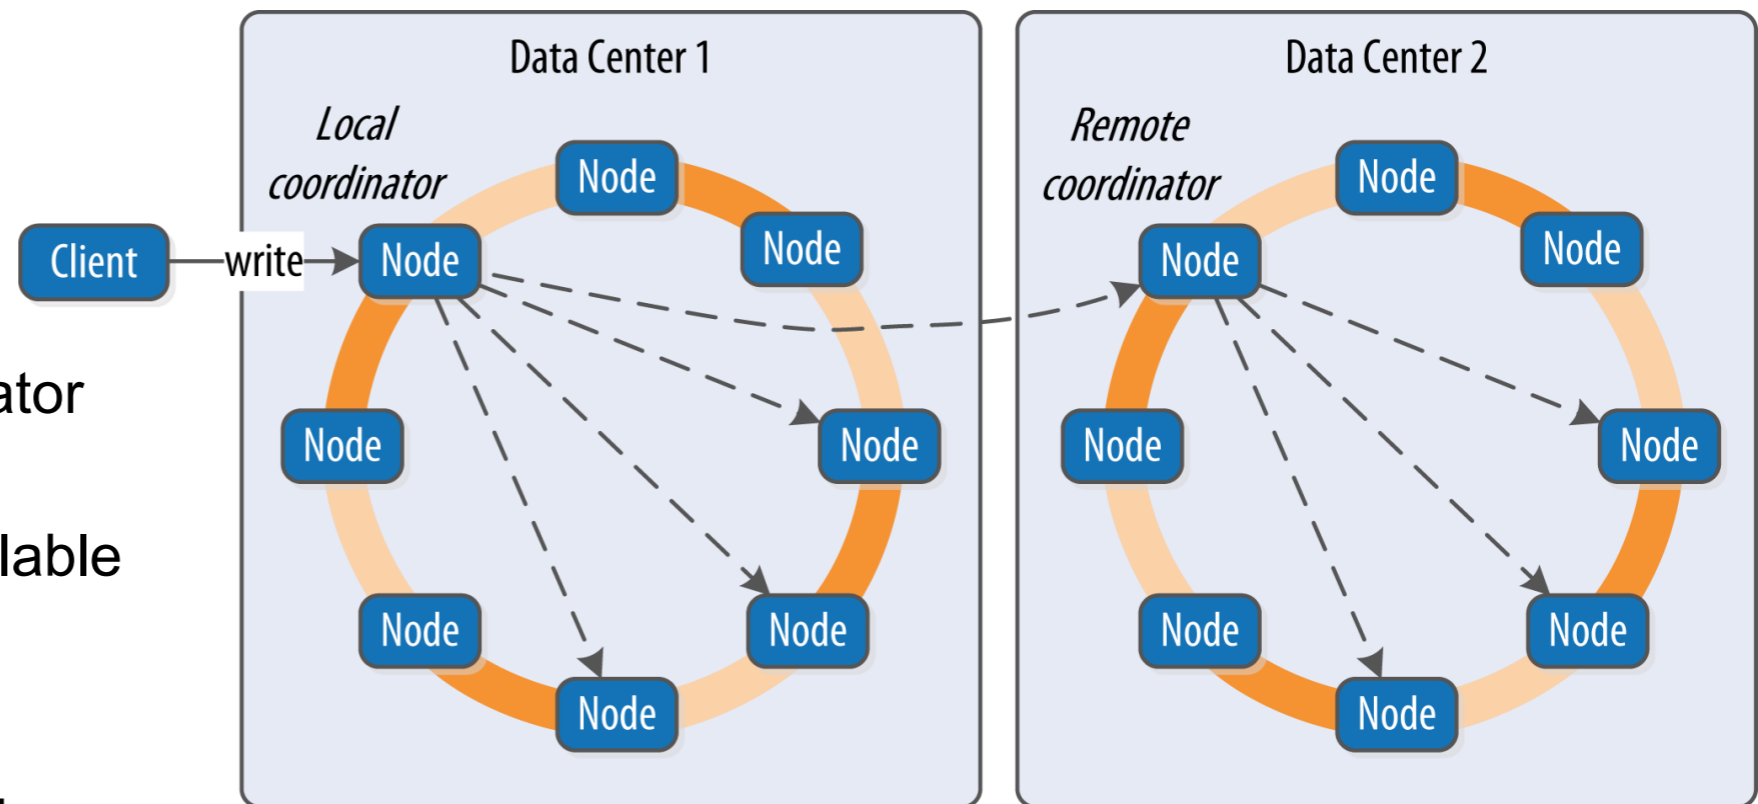 Data Center 1
Data Center 2
Local
coordinator
Remote
coordinator
Node
Node
Node
Node
Client
write
Node
Node
ator
Node
Node
Node
Node
lable
Node
Node
Node
Node
Node
Node